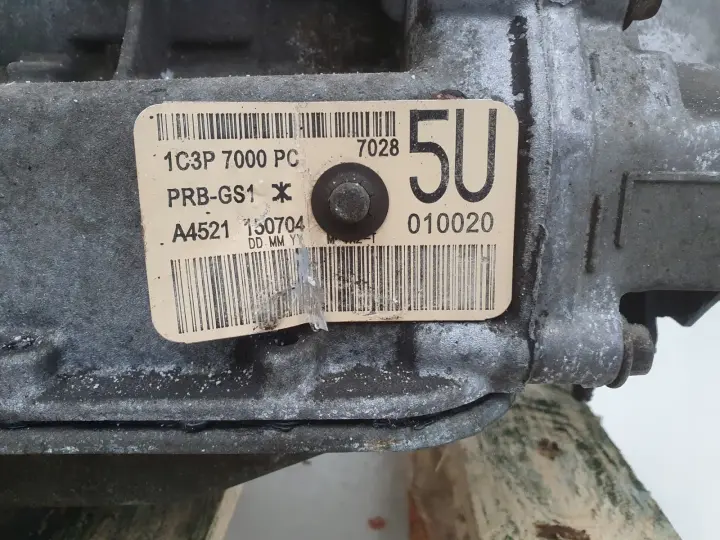 7028
5U
1C3P 7000 PC
PRB-GS1 *
A4521 150704
010020
DD MM YY